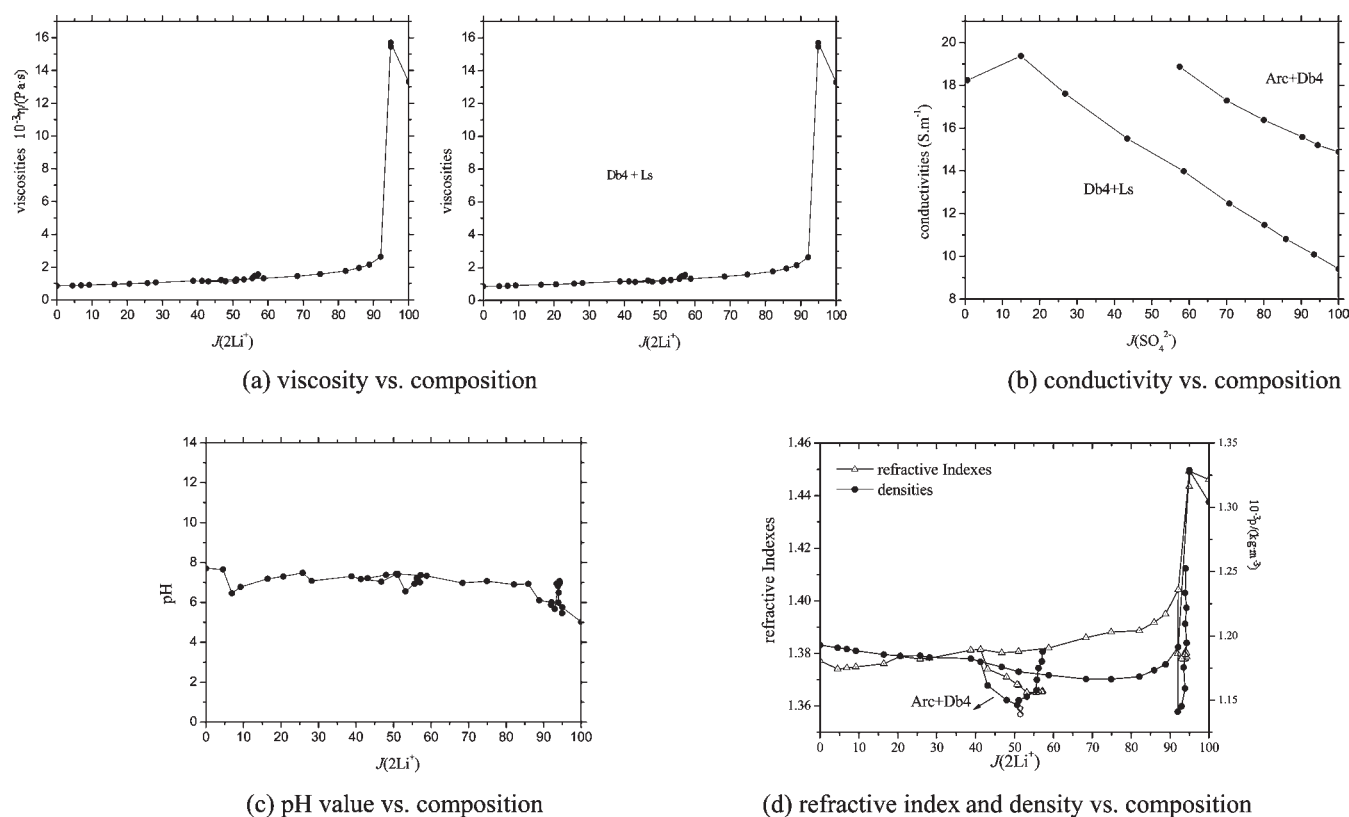 16
14
12
10
8
6
4
2
0
viscosities 10⁻³η/(Pa·s)
0 10 20 30 40 50 60 70 80 90 100
J(2Li⁺)
16
14
12
10
8
6
4
2
0
viscosities
Db4 + Ls
0 10 20 30 40 50 60 70 80 90 100
J(2Li⁺)
(a) viscosity vs. composition
20
18
16
14
12
10
8
conductivities (S.m⁻¹)
Arc+Db4
Db4+Ls
0 10 20 30 40 50 60 70 80 90 100
J(SO₄²⁻)
(b) conductivity vs. composition
14
12
10
8
6
4
2
0
pH
0 10 20 30 40 50 60 70 80 90 100
J(2Li⁺)
(c) pH value vs. composition
1.46
1.44
1.42
1.40
1.38
1.36
refractive Indexes
refractive Indexes
densities
Arc+Db4
1.35
1.30
1.25
1.20
1.15
10⁻³ρ/(kgm⁻³)
0 10 20 30 40 50 60 70 80 90 100
J(2Li⁺)
(d) refractive index and density vs. composition